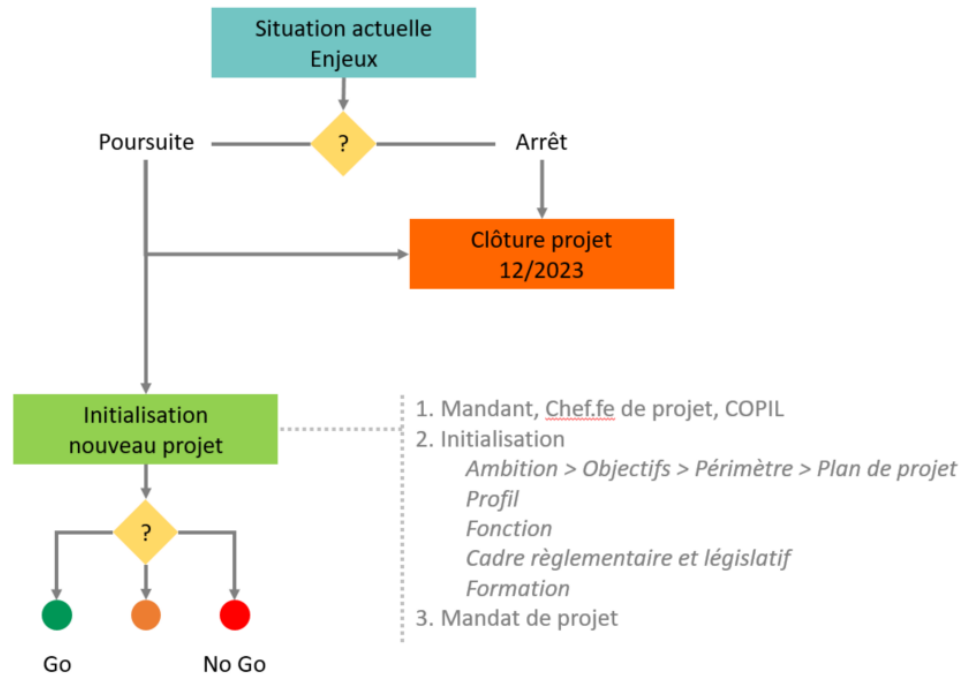 Situation actuelle
Enjeux
Poursuite
?
Arrêt
Clôture projet
12/2023
Initialisation
nouveau projet
1. Mandant, Chef.fe de projet, COPIL
2. Initialisation
Ambition > Objectifs > Périmètre > Plan de projet
Profil
Fonction
Cadre règlementaire et législatif
Formation
3. Mandat de projet
?
Go
No Go